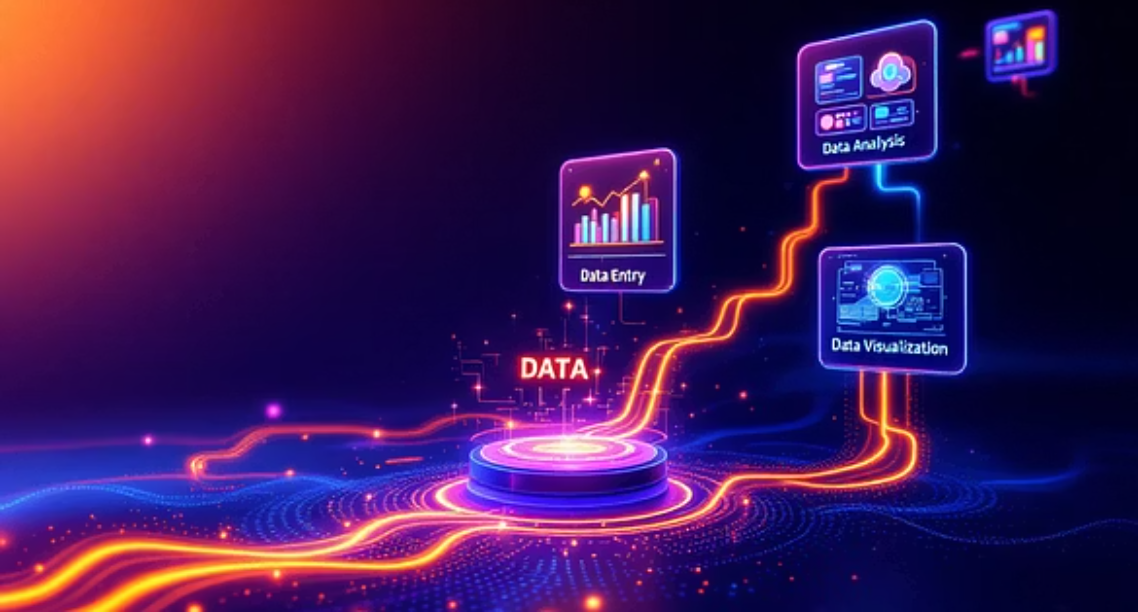 Data Analysis
Data Entry
Data Visualization
DATA